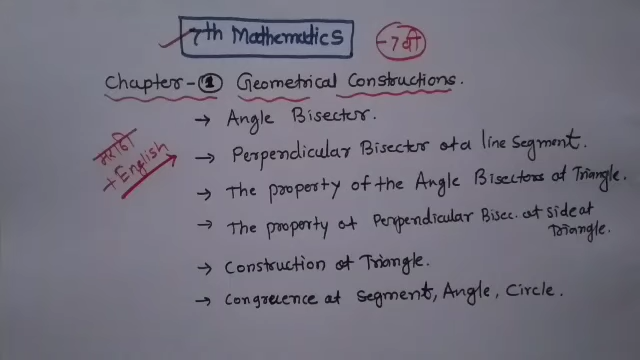 7th Mathematics
-7वी
Chapter-① Geometrical Constructions.
→ Angle Bisector.
मराठी
+ English
→ Perpendicular Bisector of a line Segment.
→ The property of the Angle Bisectors of Triangle.
→ The property of Perpendicular Bisec. of side of
Triangle.
→ Construction of Triangle.
→ Congruence of Segment, Angle, Circle.